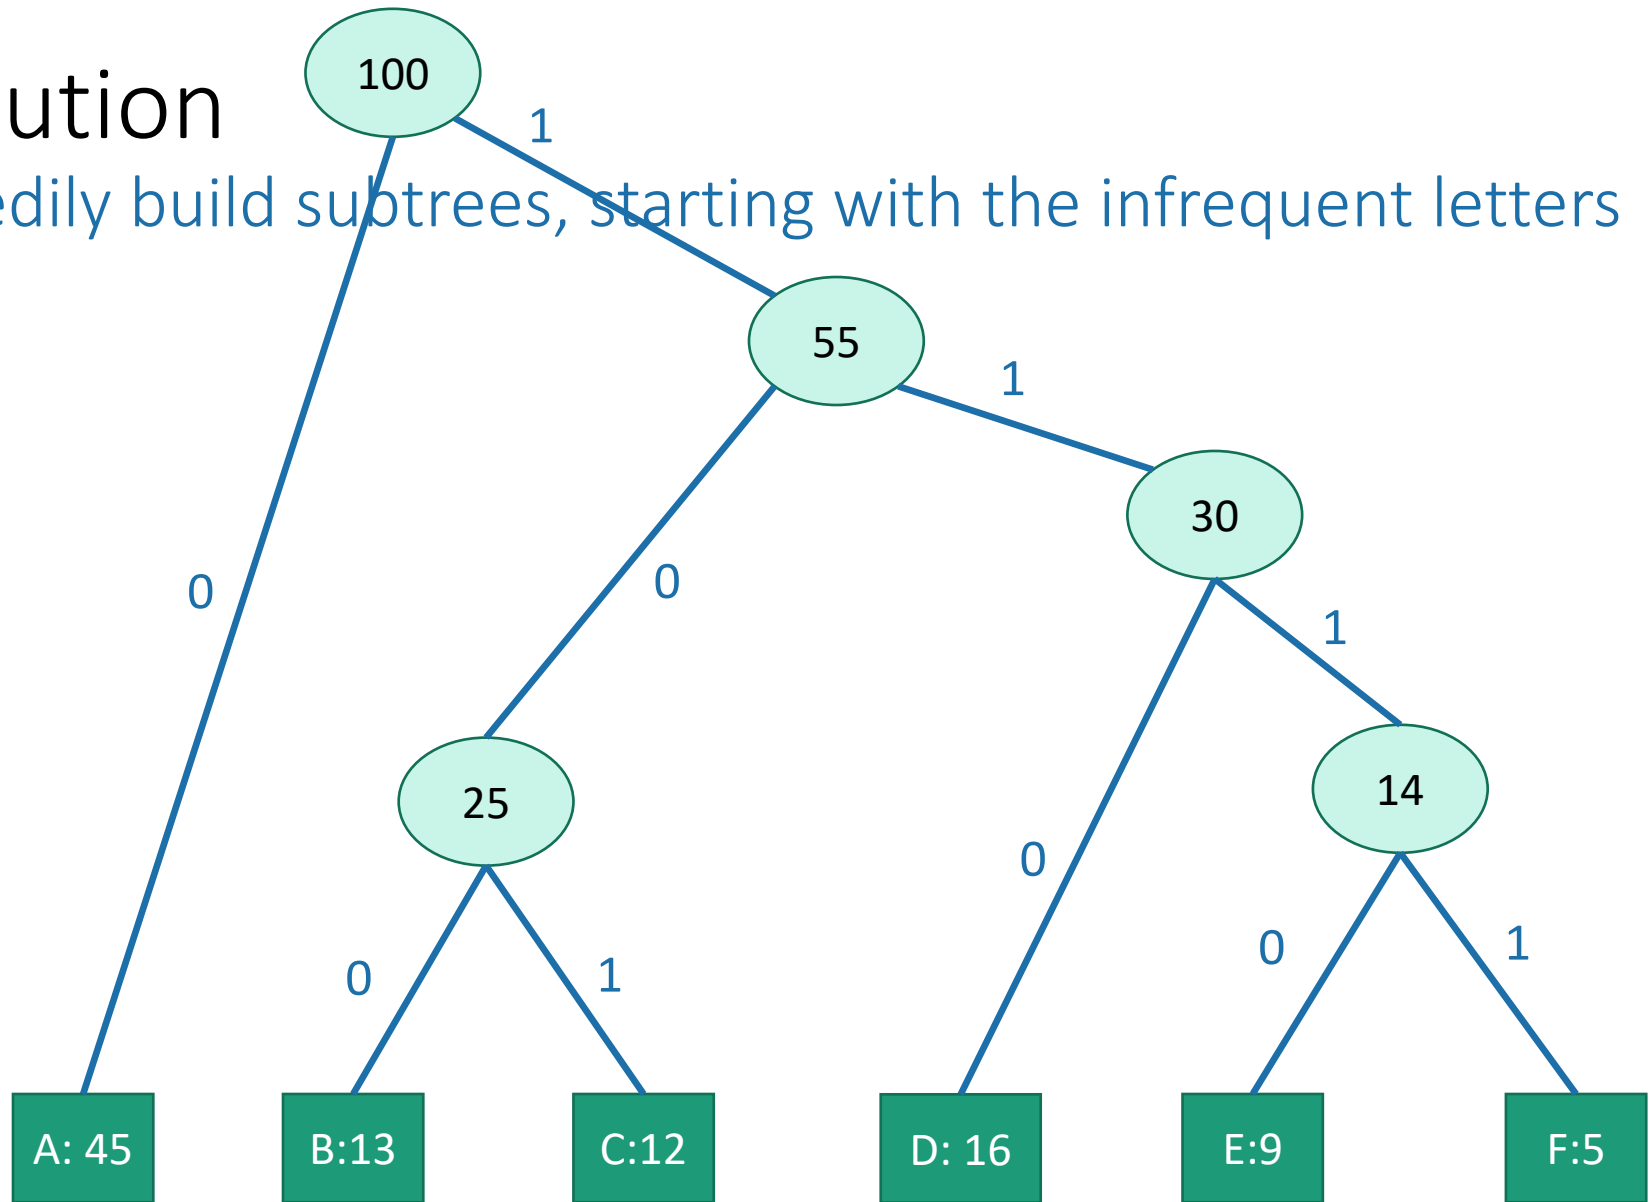 100
ution
1
edily build subtrees, starting with the infrequent letters
55
1
30
0
0
1
25
14
0
0
1
0
1
A: 45
B:13
C:12
D: 16
E:9
F:5